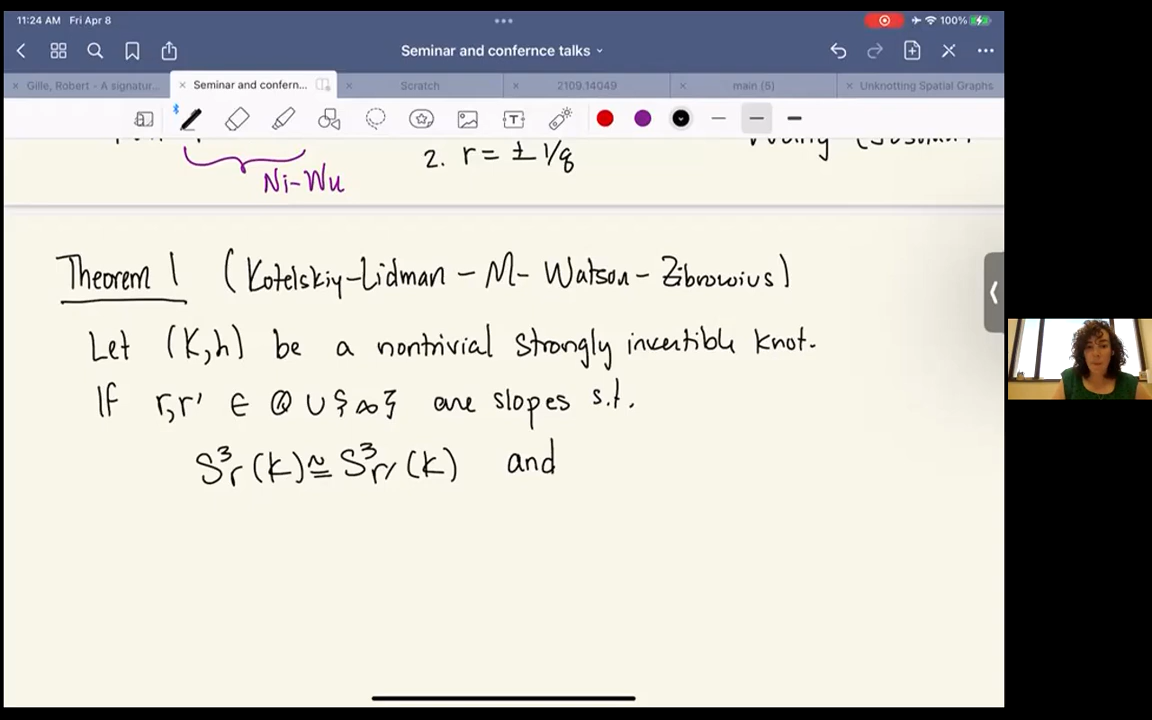 11:24 AM Fri Apr 8
100%
Seminar and confernce talks
Gille, Robert - A signatur...
Seminar and confern...
Scratch
2109.14049
main (5)
Unknotting Spatial Graphs
Ni-Wu
2. r = ± 1/q
Theorem 1 (Kotelskiy-Lidman - M- Watson - Zibrowius)
Let (K,h) be a nontrivial strongly invertible knot.
If r,r' ∈ ℚ ∪ {∞} are slopes s.t.
S³r (K) ≅ S³r' (K) and